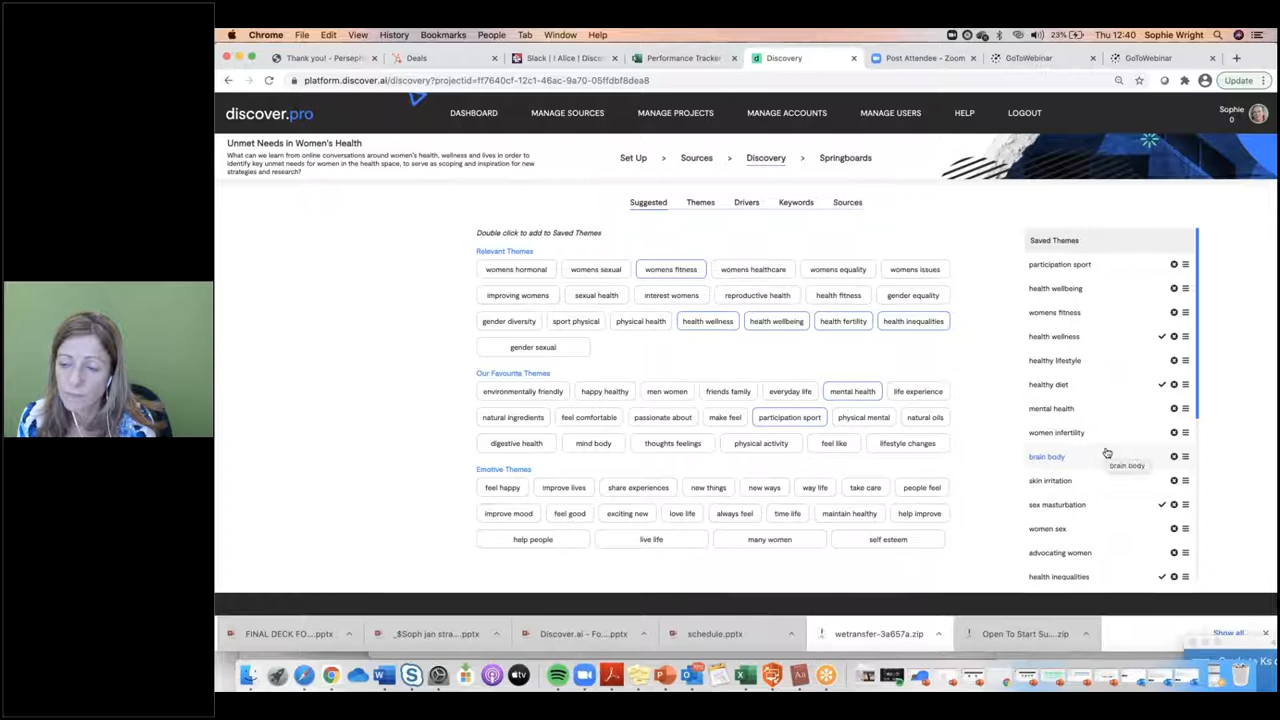 Chrome File Edit View History Bookmarks People Tab Window Help 23% Thu 12:40 Sophie Wright
Thank you! - Perseph Deals Slack | I Alice | Disco Performance Tracker Discovery Post Attendee - Zoom GoToWebinar GoToWebinar
platform.discover.ai/discovery?projectid=ff7640cf-12c1-46ac-9a70-05ffdbf8dea8 Update
discover.pro DASHBOARD MANAGE SOURCES MANAGE PROJECTS MANAGE ACCOUNTS MANAGE USERS HELP LOGOUT Sophie
0
Unmet Needs in Women's Health
What can we learn from online conversations around women's health, wellness and lives in order to
identify key unmet needs for women in the health space, to serve as scoping and inspiration for new
strategies and research?
Set Up > Sources > Discovery > Springboards
Suggested Themes Drivers Keywords Sources
Double click to add to Saved Themes
Relevant Themes
womens hormonal womens sexual womens fitness womens healthcare womens equality womens issues
improving womens sexual health interest womens reproductive health health fitness gender equality
gender diversity sport physical physical health health wellness health wellbeing health fertility health inequalities
gender sexual
Our Favourite Themes
environmentally friendly happy healthy men women friends family everyday life mental health life experience
natural ingredients feel comfortable passionate about make feel participation sport physical mental natural oils
digestive health mind body thoughts feelings physical activity feel like lifestyle changes
Emotive Themes
feel happy improve lives share experiences new things new ways way life take care people feel
improve mood feel good exciting new love life always feel time life maintain healthy help improve
help people live life many women self esteem
Saved Themes
participation sport
health wellbeing
womens fitness
health wellness
healthy lifestyle
healthy diet
mental health
women infertility
brain body
brain body
skin irritation
sex masturbation
women sex
advocating women
health inequalities
FINAL DECK FO....pptx _$Soph jan stra....pptx Discover.ai - Fo....pptx schedule.pptx wetransfer-3a657a.zip Open To Start Su....zip Show all